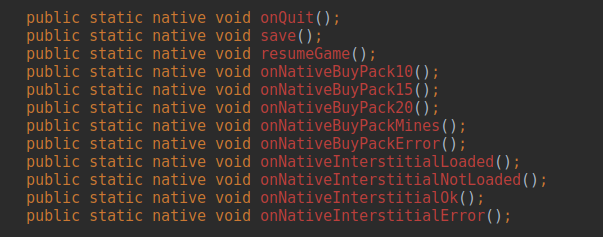 public static native void onQuit();
public static native void save();
public static native void resumeGame();
public static native void onNativeBuyPack10();
public static native void onNativeBuyPack15();
public static native void onNativeBuyPack20();
public static native void onNativeBuyPackMines();
public static native void onNativeBuyPackError();
public static native void onNativeInterstitialLoaded();
public static native void onNativeInterstitialNotLoaded();
public static native void onNativeInterstitialOk();
public static native void onNativeInterstitialError();